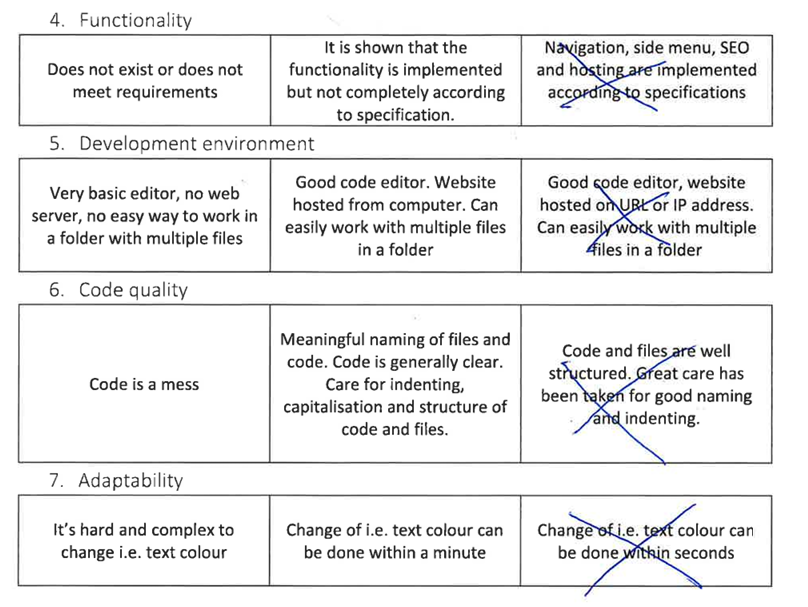 4. Functionality
Does not exist or does not
meet requirements
It is shown that the
functionality is implemented
but not completely according
to specification.
Navigation, side menu, SEO
and hosting are implemented
according to specifications
5. Development environment
Very basic editor, no web
server, no easy way to work in
a folder with multiple files
Good code editor. Website
hosted from computer. Can
easily work with multiple files
in a folder
Good code editor, website
hosted on URL or IP address.
Can easily work with multiple
files in a folder
6. Code quality
Code is a mess
Meaningful naming of files and
code. Code is generally clear.
Care for indenting,
capitalisation and structure of
code and files.
Code and files are well
structured. Great care has
been taken for good naming
and indenting.
7. Adaptability
It's hard and complex to
change i.e. text colour
Change of i.e. text colour can
be done within a minute
Change of i.e. text colour can
be done within seconds